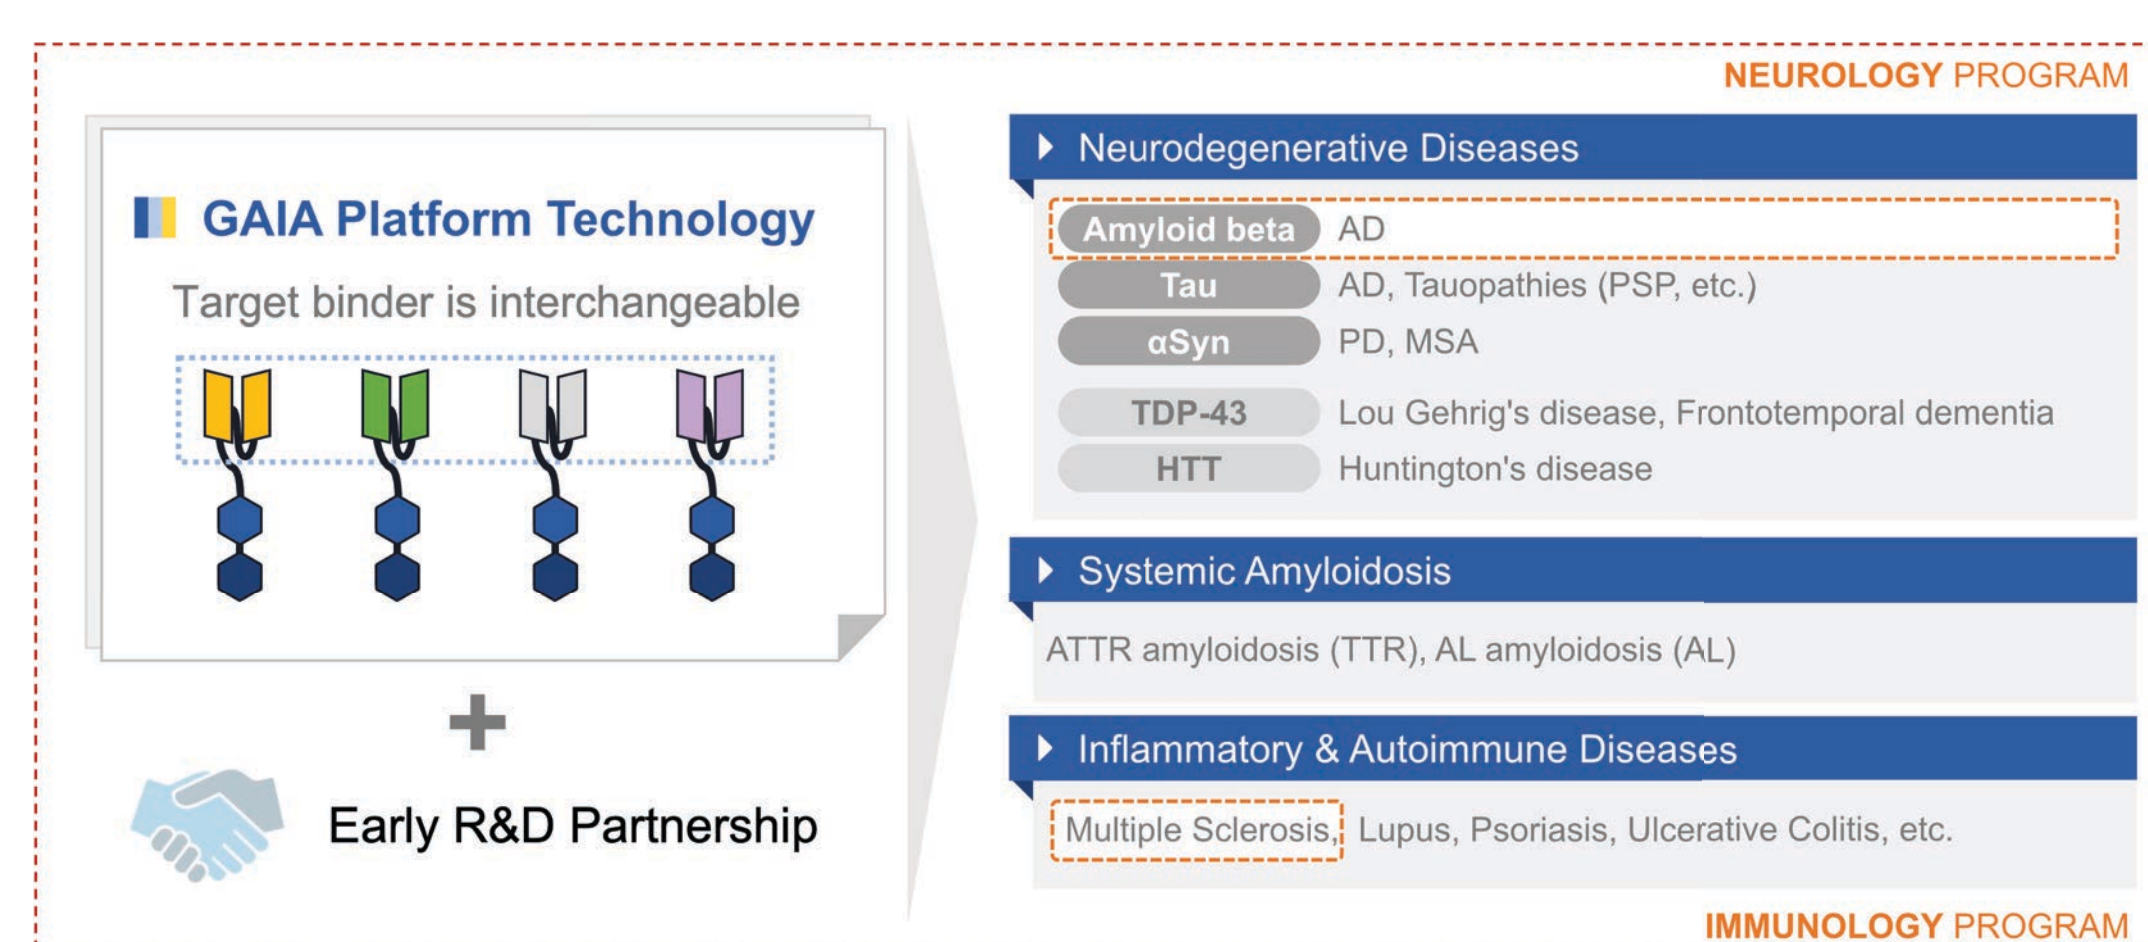 NEUROLOGY PROGRAM
GAIA Platform Technology
Target binder is interchangeable
+
Early R&D Partnership
Neurodegenerative Diseases
Amyloid beta AD
Tau AD, Tauopathies (PSP, etc.)
αSyn PD, MSA
TDP-43 Lou Gehrig's disease, Frontotemporal dementia
HTT Huntington's disease
Systemic Amyloidosis
ATTR amyloidosis (TTR), AL amyloidosis (AL)
Inflammatory & Autoimmune Diseases
Multiple Sclerosis, Lupus, Psoriasis, Ulcerative Colitis, etc.
IMMUNOLOGY PROGRAM